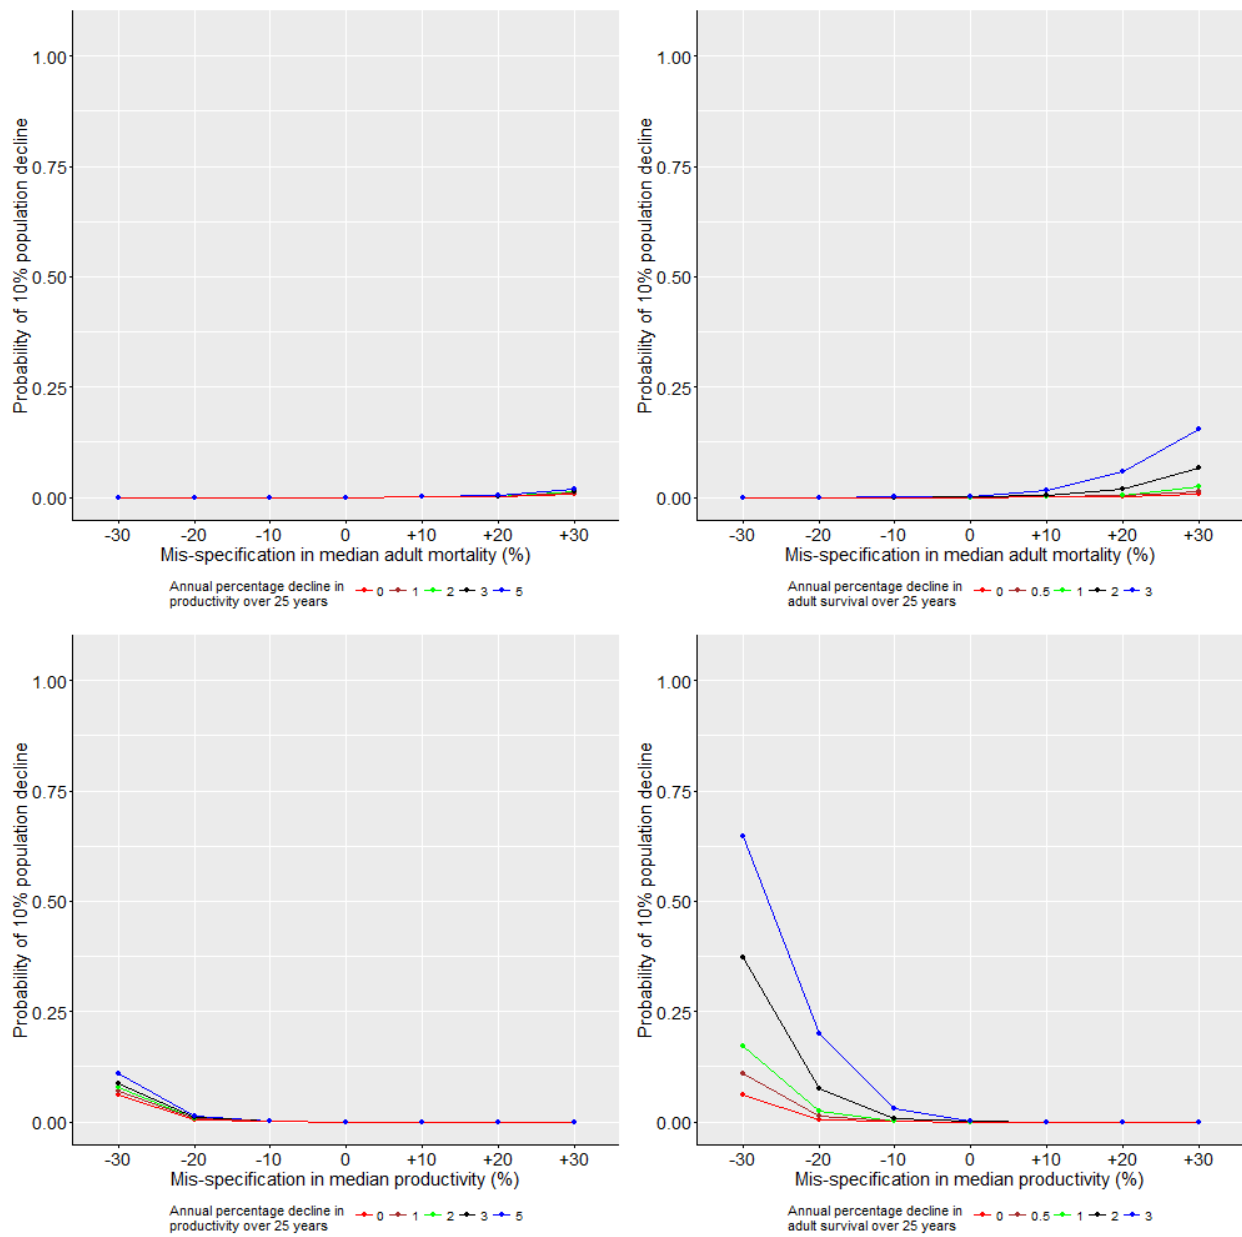 Probability of 10% population decline
1.00
0.75
0.50
0.25
0.00
-30 -20 -10 0 +10 +20 +30
Mis-specification in median adult mortality (%)
Annual percentage decline in
productivity over 25 years 0 1 2 3 5
Probability of 10% population decline
1.00
0.75
0.50
0.25
0.00
-30 -20 -10 0 +10 +20 +30
Mis-specification in median adult mortality (%)
Annual percentage decline in
adult survival over 25 years 0 0.5 1 2 3
Probability of 10% population decline
1.00
0.75
0.50
0.25
0.00
-30 -20 -10 0 +10 +20 +30
Mis-specification in median productivity (%)
Annual percentage decline in
productivity over 25 years 0 1 2 3 5
Probability of 10% population decline
1.00
0.75
0.50
0.25
0.00
-30 -20 -10 0 +10 +20 +30
Mis-specification in median productivity (%)
Annual percentage decline in
adult survival over 25 years 0 0.5 1 2 3